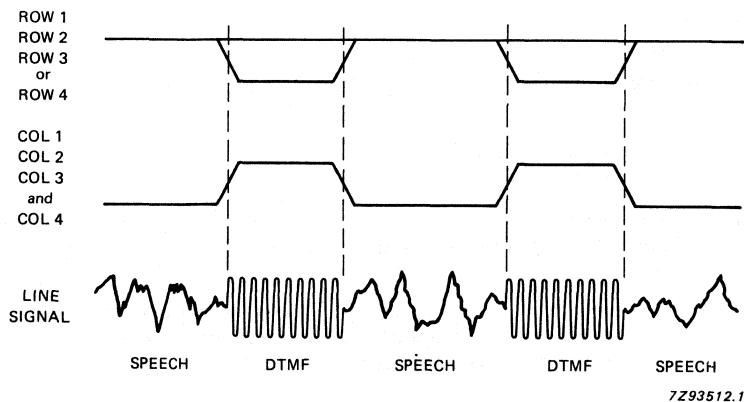 ROW 1
ROW 2
ROW 3
or
ROW 4
COL 1
COL 2
COL 3
and
COL 4
LINE
SIGNAL
SPEECH
DTMF
SPEECH
DTMF
SPEECH
7Z93512.1